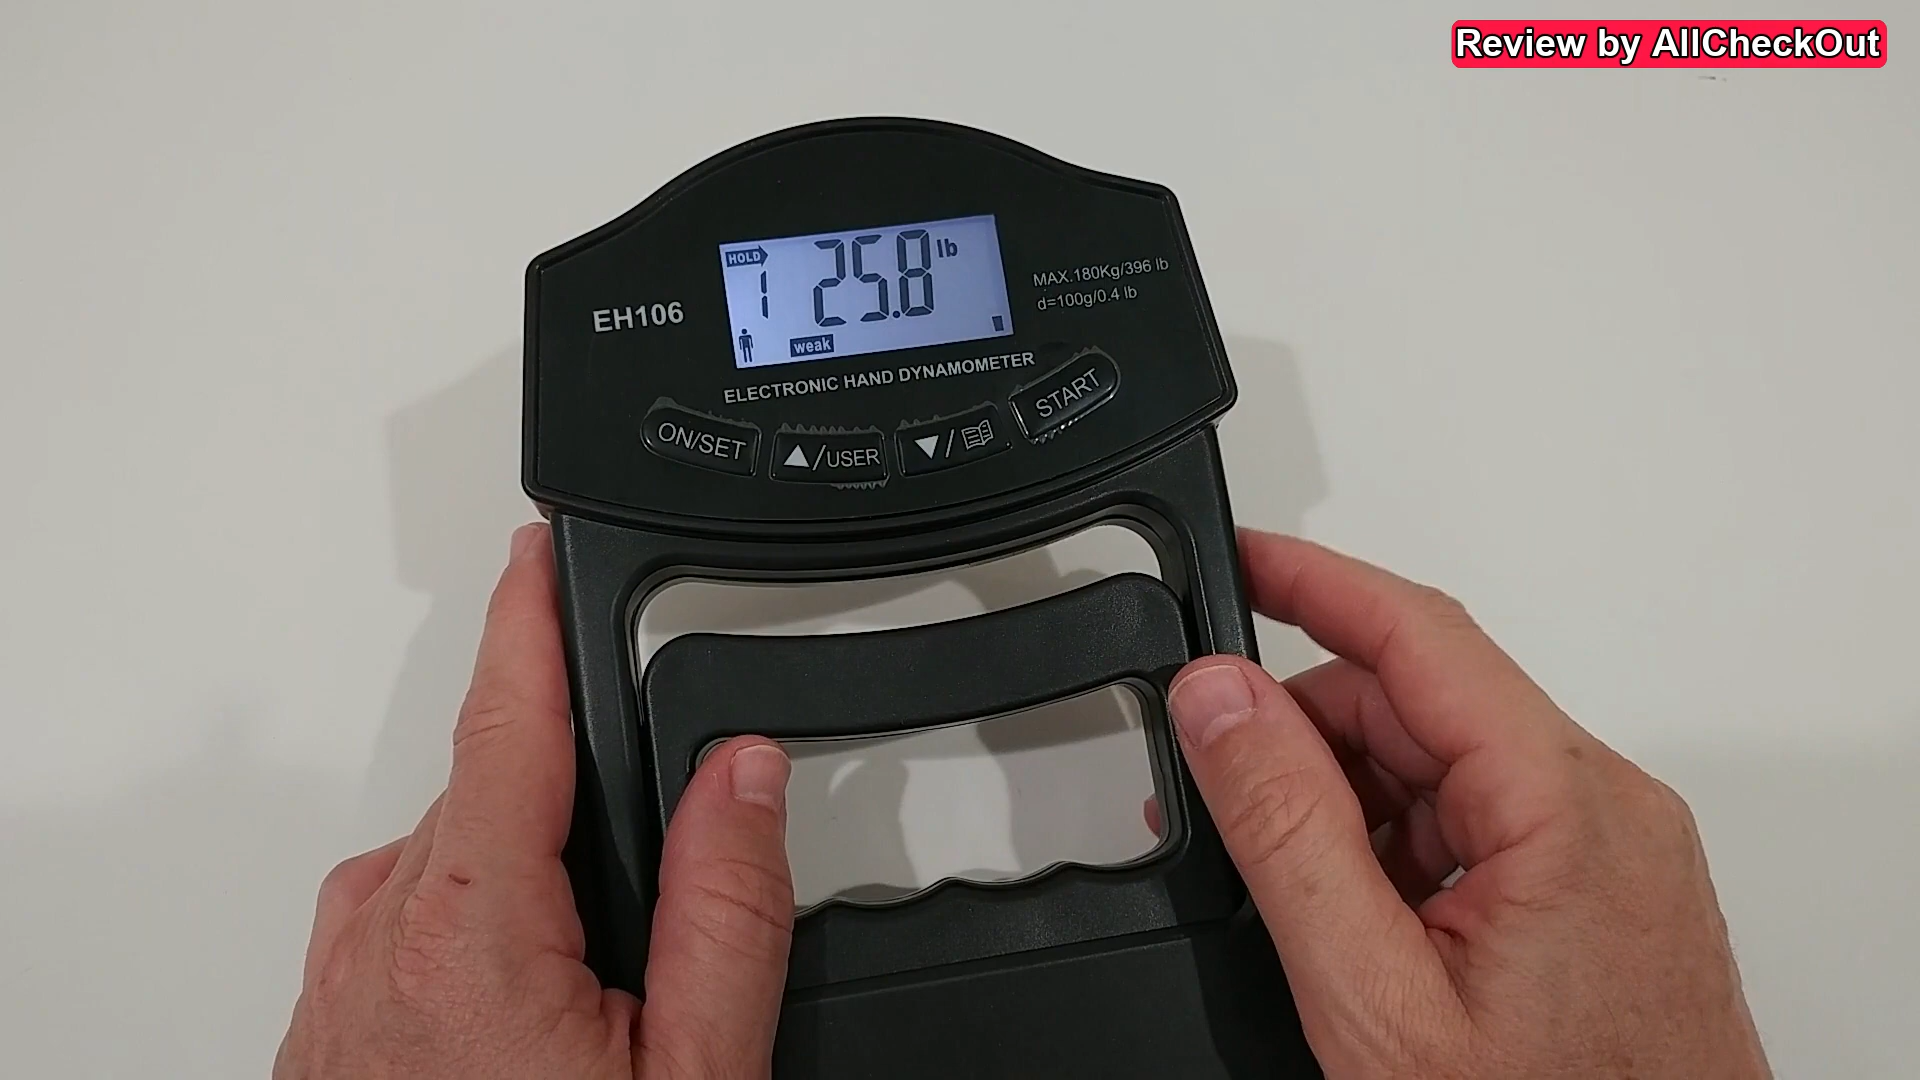 Review by AllCheckOut
HOLD
1 25.8 lb
weak
EH106
MAX.180Kg/396 lb
d=100g/0.4 lb
ELECTRONIC HAND DYNAMOMETER
ON/SET
▲/USER
▼/
START